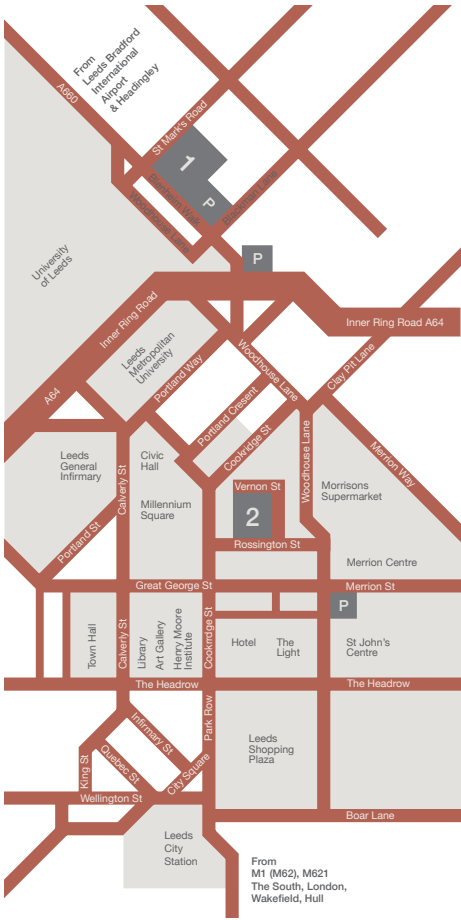 From
Leeds Bradford
International
Airport
& Headingley
A660
St Mark's Road
1
Blenheim Walk
P
Blackman Lane
Woodhouse Lane
University
of Leeds
P
Inner Ring Road
Inner Ring Road A64
A64
Leeds
Metropolitan
University
Portland Way
Woodhouse Lane
Clay Pit Lane
Portland Cresent
Cookridge St
Merrion Way
Woodhouse Lane
Leeds
General
Infirmary
Calverly St
Civic
Hall
Vernon St
2
Morrisons
Supermarket
Millennium
Square
Rossington St
Portland St
Merrion Centre
Great George St
Merrion St
P
Town Hall
Calverly St
Library
Art Gallery
Henry Moore
Institute
Cookrridge St
Hotel
The
Light
St John's
Centre
The Headrow
The Headrow
Park Row
Infirmary St
Leeds
Shopping
Plaza
King St
Quebec St
City Square
Wellington St
Boar Lane
Leeds
City
Station
From
M1 (M62), M621
The South, London,
Wakefield, Hull